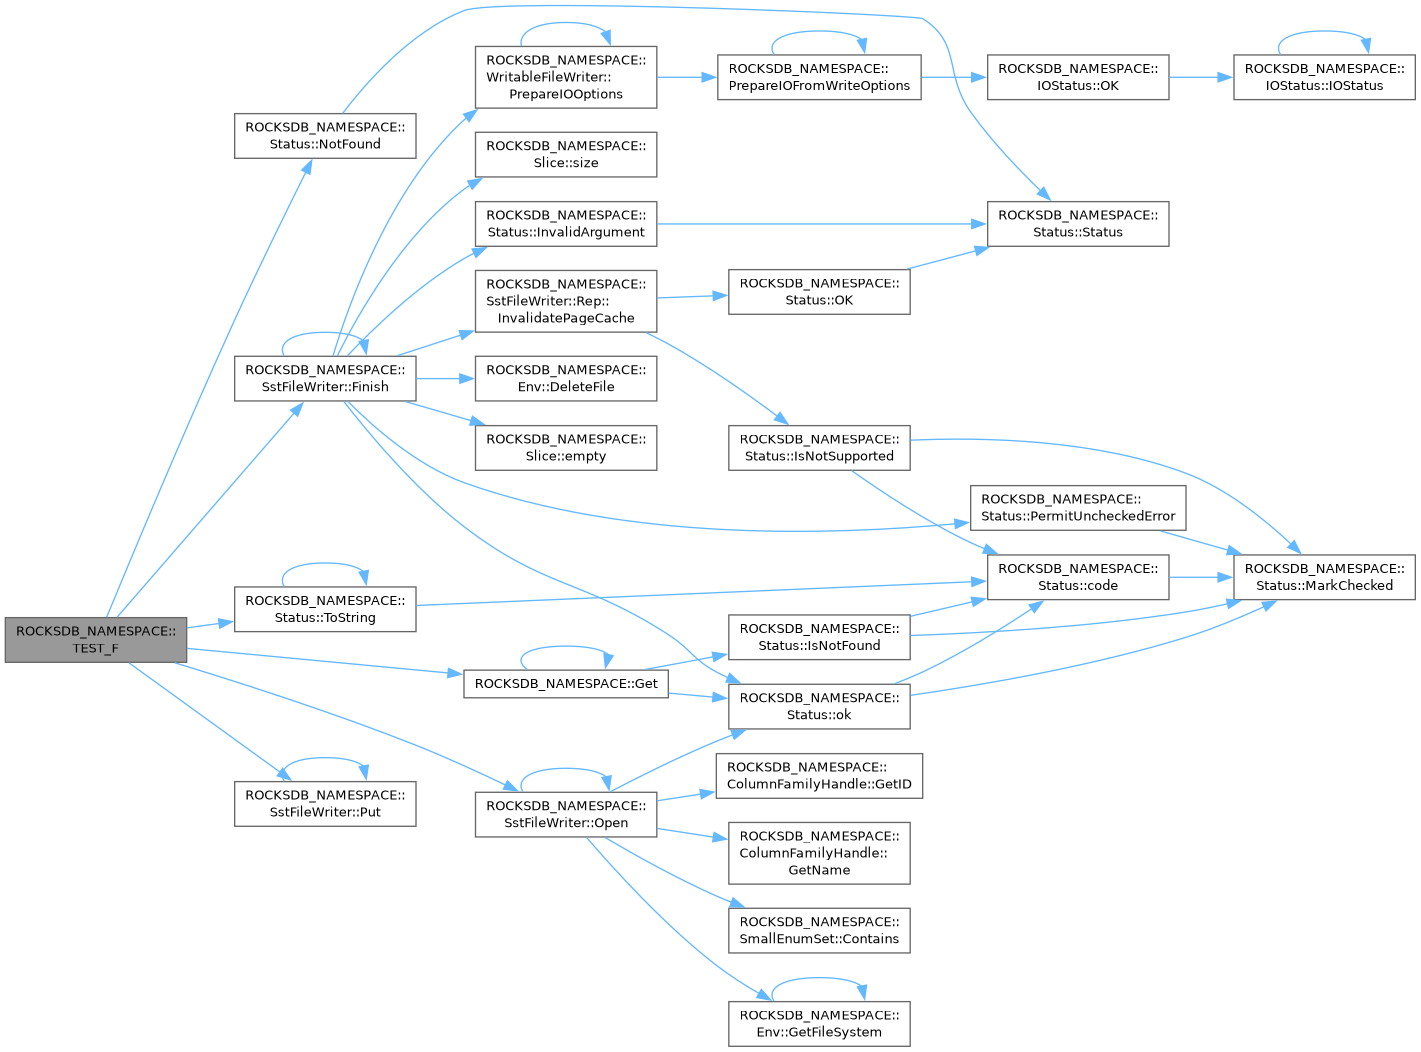 ROCKSDB_NAMESPACE::
TEST_F
ROCKSDB_NAMESPACE::
Status::NotFound
ROCKSDB_NAMESPACE::
SstFileWriter::Finish
ROCKSDB_NAMESPACE::
Status::ToString
ROCKSDB_NAMESPACE::
SstFileWriter::Put
ROCKSDB_NAMESPACE::
WritableFileWriter::
PrepareIOOptions
ROCKSDB_NAMESPACE::
Slice::size
ROCKSDB_NAMESPACE::
Status::InvalidArgument
ROCKSDB_NAMESPACE::
SstFileWriter::Rep::
InvalidatePageCache
ROCKSDB_NAMESPACE::
Env::DeleteFile
ROCKSDB_NAMESPACE::
Slice::empty
ROCKSDB_NAMESPACE::Get
ROCKSDB_NAMESPACE::
SstFileWriter::Open
ROCKSDB_NAMESPACE::
PrepareIOFromWriteOptions
ROCKSDB_NAMESPACE::
Status::OK
ROCKSDB_NAMESPACE::
Status::IsNotSupported
ROCKSDB_NAMESPACE::
Status::IsNotFound
ROCKSDB_NAMESPACE::
Status::ok
ROCKSDB_NAMESPACE::
ColumnFamilyHandle::GetID
ROCKSDB_NAMESPACE::
ColumnFamilyHandle::
GetName
ROCKSDB_NAMESPACE::
SmallEnumSet::Contains
ROCKSDB_NAMESPACE::
Env::GetFileSystem
ROCKSDB_NAMESPACE::
IOStatus::OK
ROCKSDB_NAMESPACE::
Status::Status
ROCKSDB_NAMESPACE::
Status::PermitUncheckedError
ROCKSDB_NAMESPACE::
Status::code
ROCKSDB_NAMESPACE::
IOStatus::IOStatus
ROCKSDB_NAMESPACE::
Status::MarkChecked